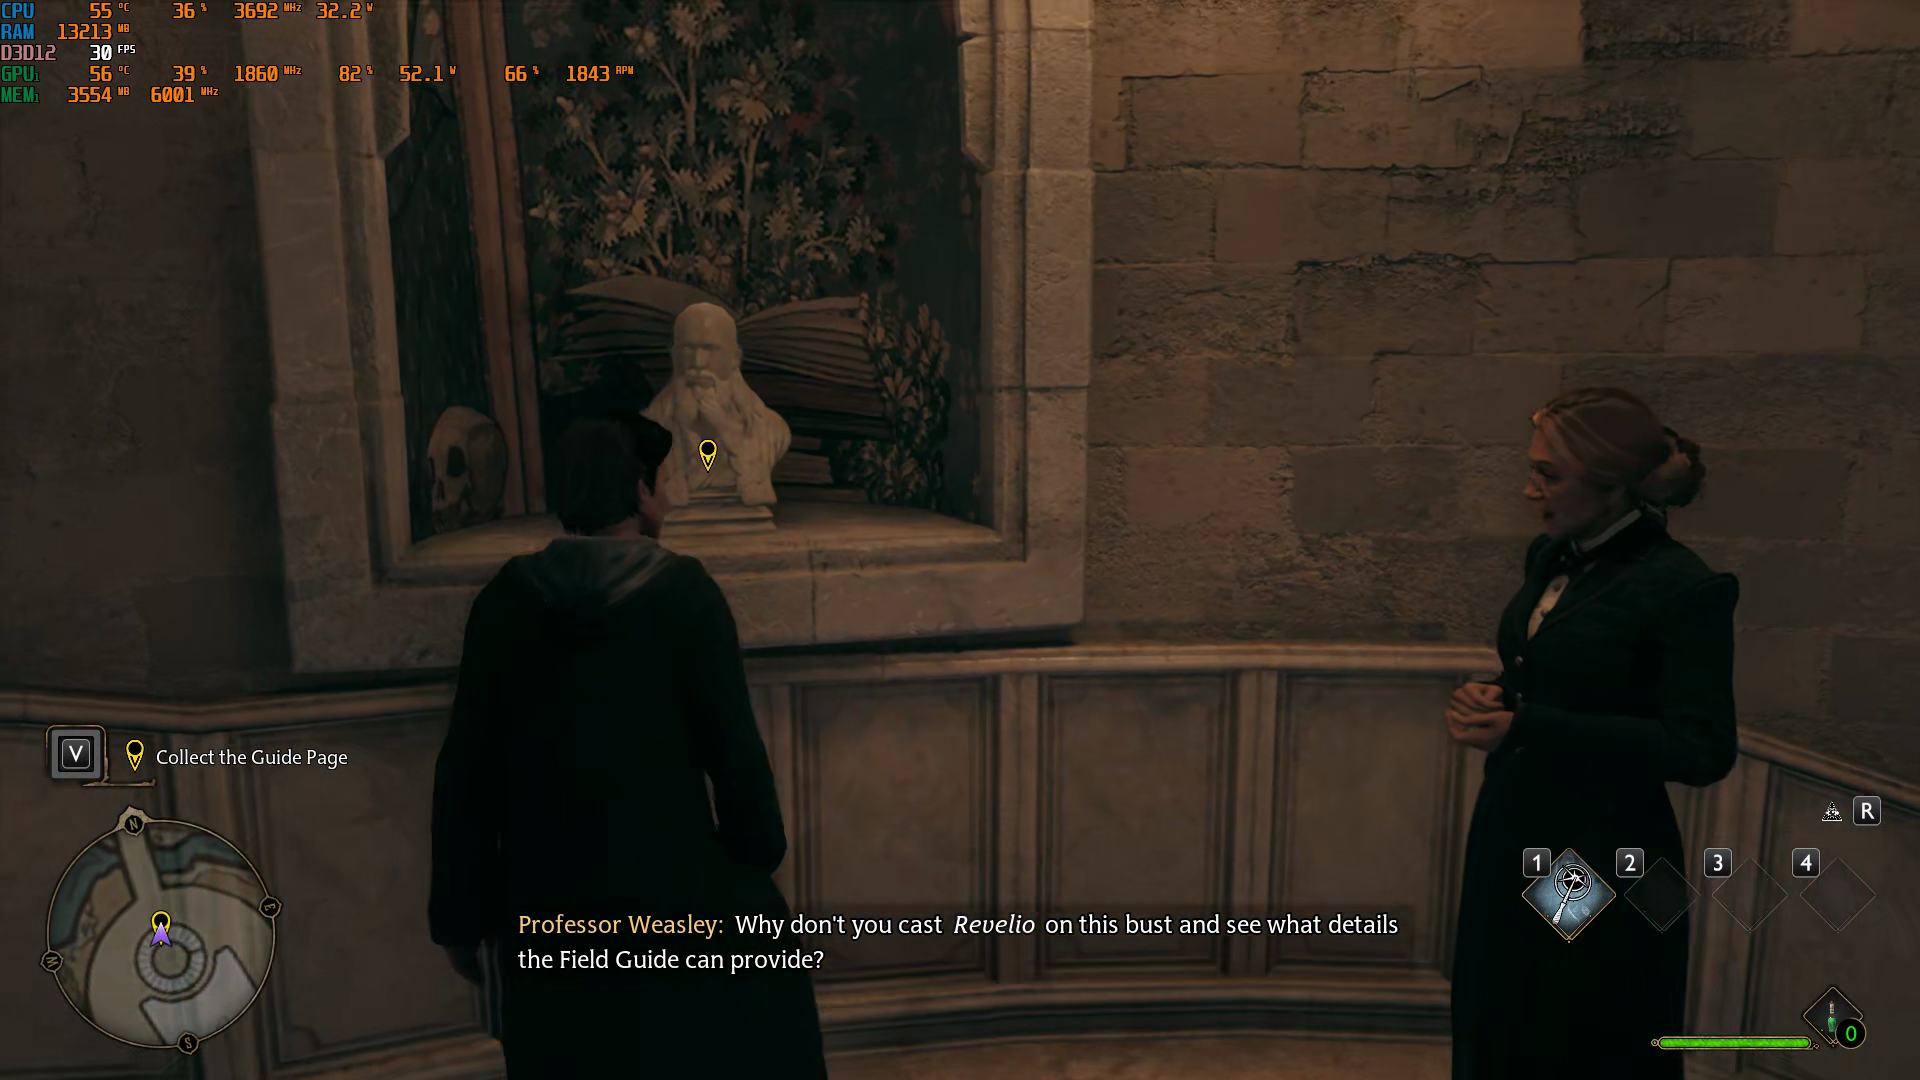 CPU 55 °C 36 % 3692 MHz 32.2 W
RAM 13213 MB
D3D12 30 FPS
GPU1 56 °C 39 % 1860 MHz 82 % 52.1 W 66 % 1843 RPM
MEM1 3554 MB 6001 MHz
V Collect the Guide Page
N
E
W
S
R
1 2 3 4
Professor Weasley: Why don't you cast Revelio on this bust and see what details
the Field Guide can provide?
0